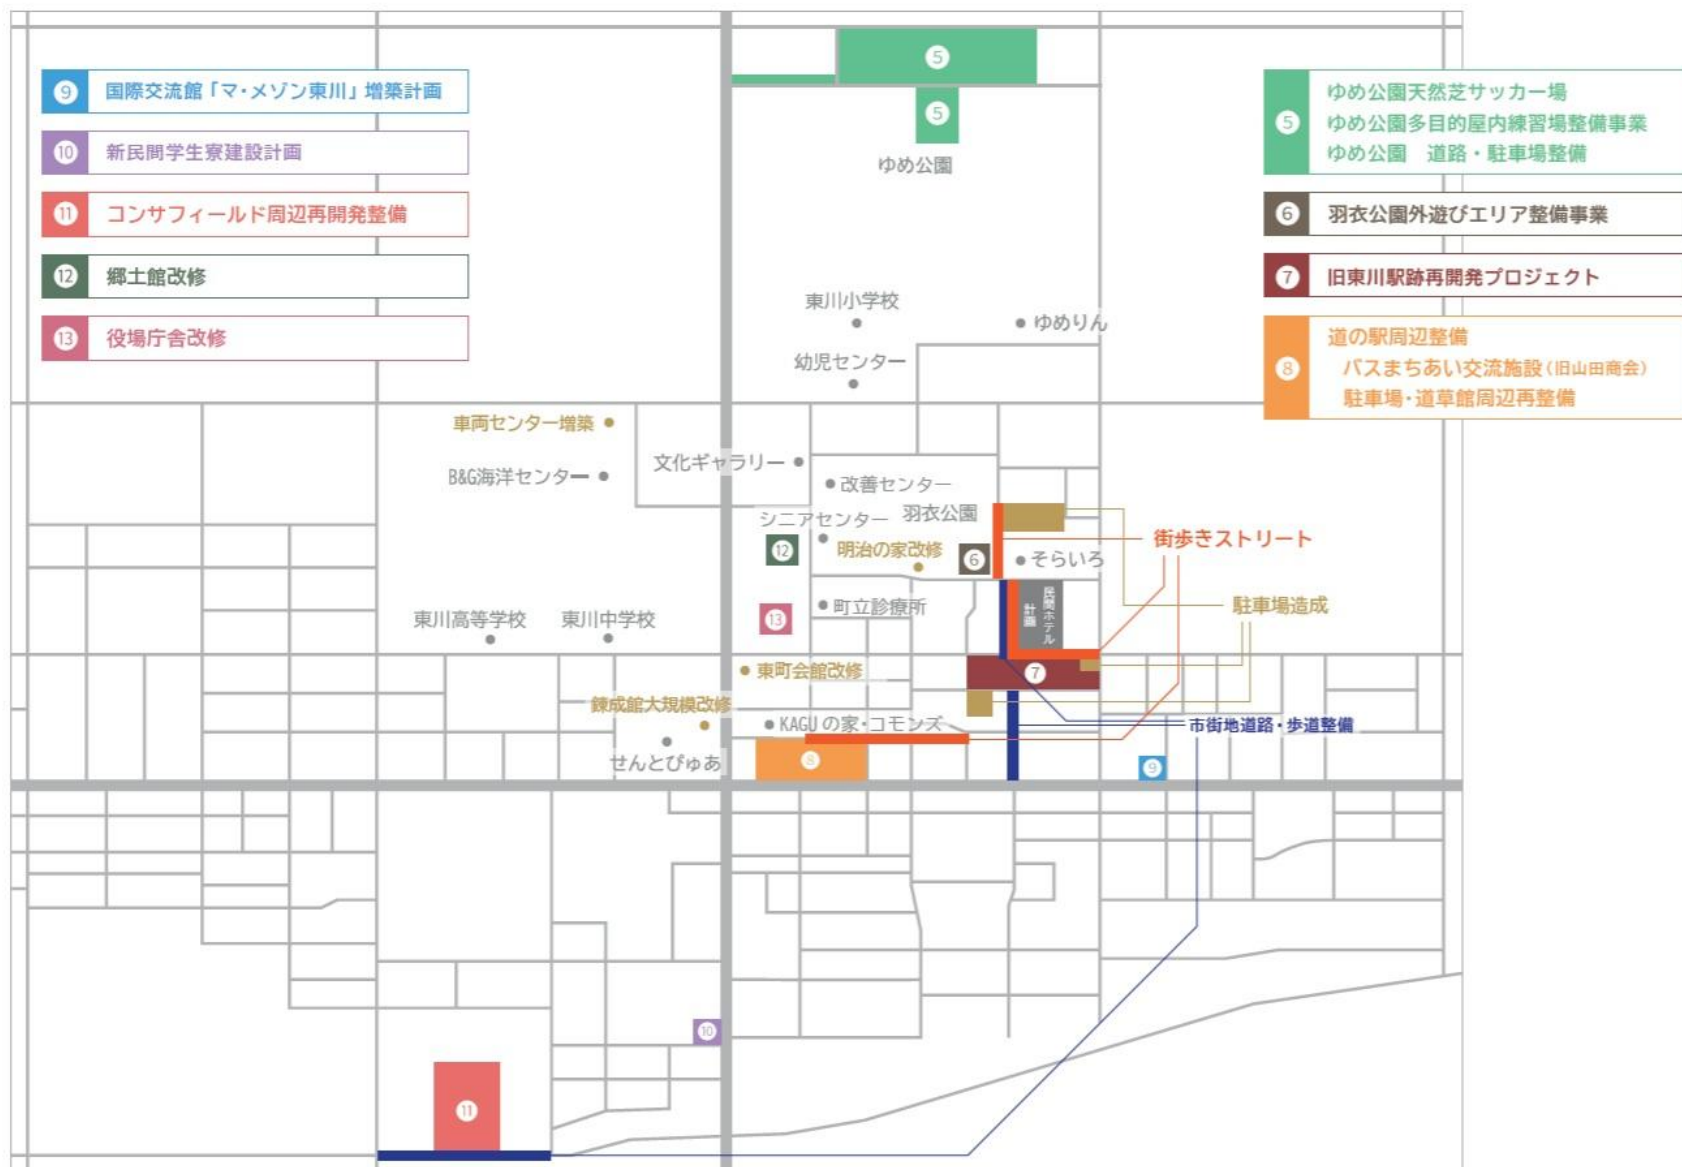 ⑨ 国際交流館「マ・メゾン東川」増築計画
⑩ 新民間学生寮建設計画
⑪ コンサフィールド周辺再開発整備
⑫ 郷土館改修
⑬ 役場庁舎改修
⑤
⑤
ゆめ公園
⑤ ゆめ公園天然芝サッカー場
ゆめ公園多目的屋内練習場整備事業
ゆめ公園 道路・駐車場整備
⑥ 羽衣公園外遊びエリア整備事業
⑦ 旧東川駅跡再開発プロジェクト
⑧ 道の駅周辺整備
バスまちあい交流施設(旧山田商会)
駐車場・道草館周辺再整備
東川小学校
ゆめりん
幼児センター
車両センター増築
文化ギャラリー
B&G海洋センター
改善センター
羽衣公園
シニアセンター
街歩きストリート
⑫
明治の家改修
⑥
そらいろ
民間ホテル
計画
駐車場造成
町立診療所
⑬
東川高等学校
東川中学校
東町会館改修
⑦
錬成館大規模改修
KAGUの家・コモンズ
市街地道路・歩道整備
せんとぴゅあ
⑧
⑨
⑩
⑪